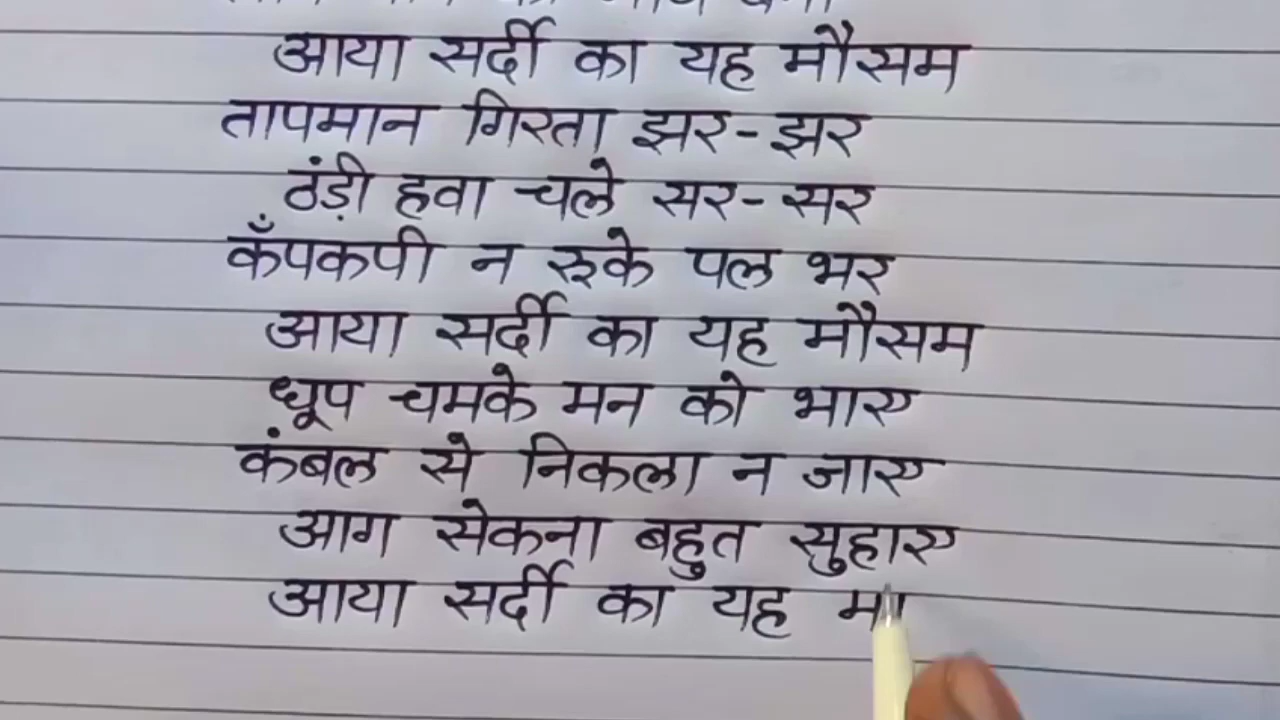 आया सर्दी का यह मौसम
तापमान गिरता झर-झर
ठंड़ी हवा चले सर-सर
कँपकपी न रुके पल भर
आया सर्दी का यह मौसम
धूप चमके मन को भाए
कंबल से निकला न जाए
आग सेकना बहुत सुहाए
आया सर्दी का यह मा